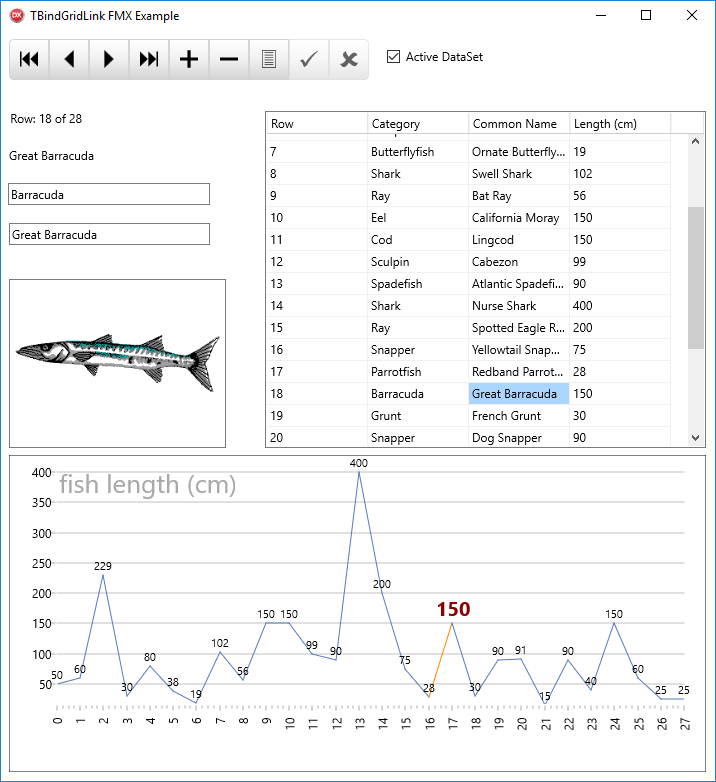 TBindGridLink FMX Example
Active DataSet
Row: 18 of 28
Great Barracuda
Barracuda
Great Barracuda
Row Category Common Name Length (cm)
7 Butterflyfish Ornate Butterfly... 19
8 Shark Swell Shark 102
9 Ray Bat Ray 56
10 Eel California Moray 150
11 Cod Lingcod 150
12 Sculpin Cabezon 99
13 Spadefish Atlantic Spadefi... 90
14 Shark Nurse Shark 400
15 Ray Spotted Eagle R... 200
16 Snapper Yellowtail Snap... 75
17 Parrotfish Redband Parrot... 28
18 Barracuda Great Barracuda 150
19 Grunt French Grunt 30
20 Snapper Dog Snapper 90
fish length (cm)
400
350
300
250
200
150
100
50
50 60 229 30 80 38 19 102 56 150 150 99 90 400 200 75 28 150 30 90 91 15 90 40 150 60 25 25
0 1 2 3 4 5 6 7 8 9 10 11 12 13 14 15 16 17 18 19 20 21 22 23 24 25 26 27